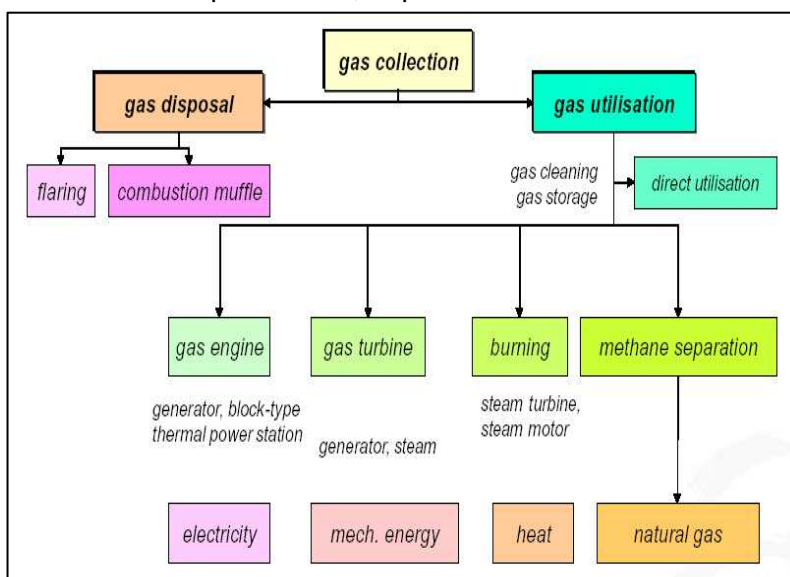 gas collection
gas disposal
gas utilisation
flaring
combustion muffle
gas cleaning
gas storage
direct utilisation
gas engine
gas turbine
burning
methane separation
generator, block-type
thermal power station
generator, steam
steam turbine,
steam motor
electricity
mech. energy
heat
natural gas